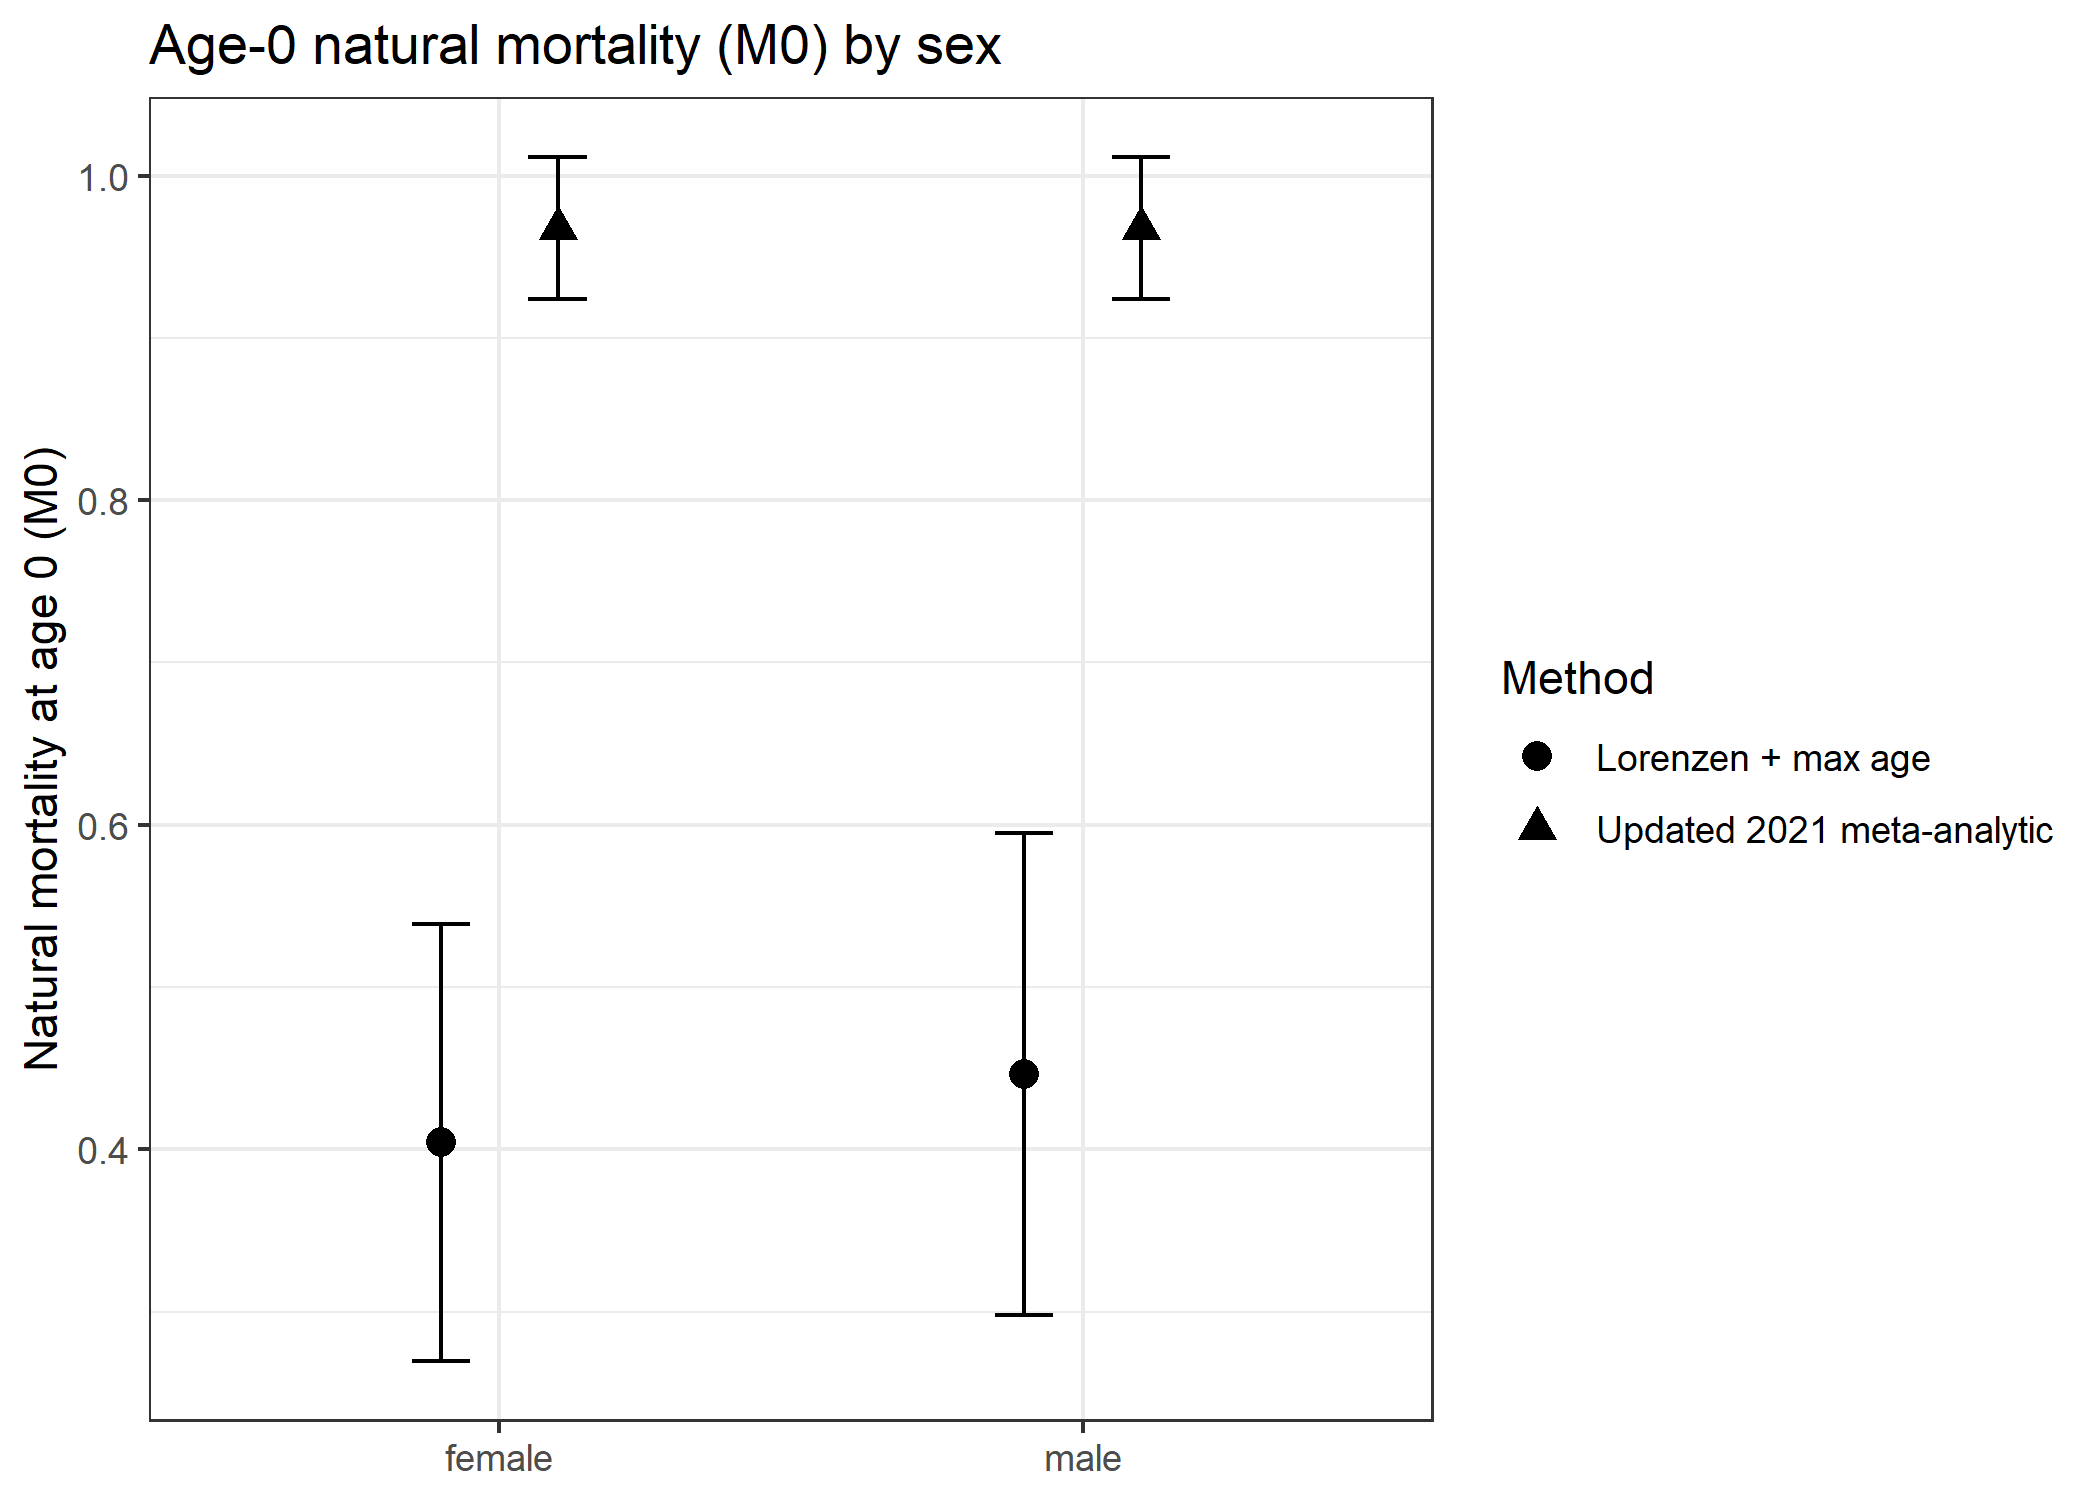 Age-0 natural mortality (M0) by sex
Natural mortality at age 0 (M0)
1.0
0.8
0.6
0.4
female
male
Method
Lorenzen + max age
Updated 2021 meta-analytic